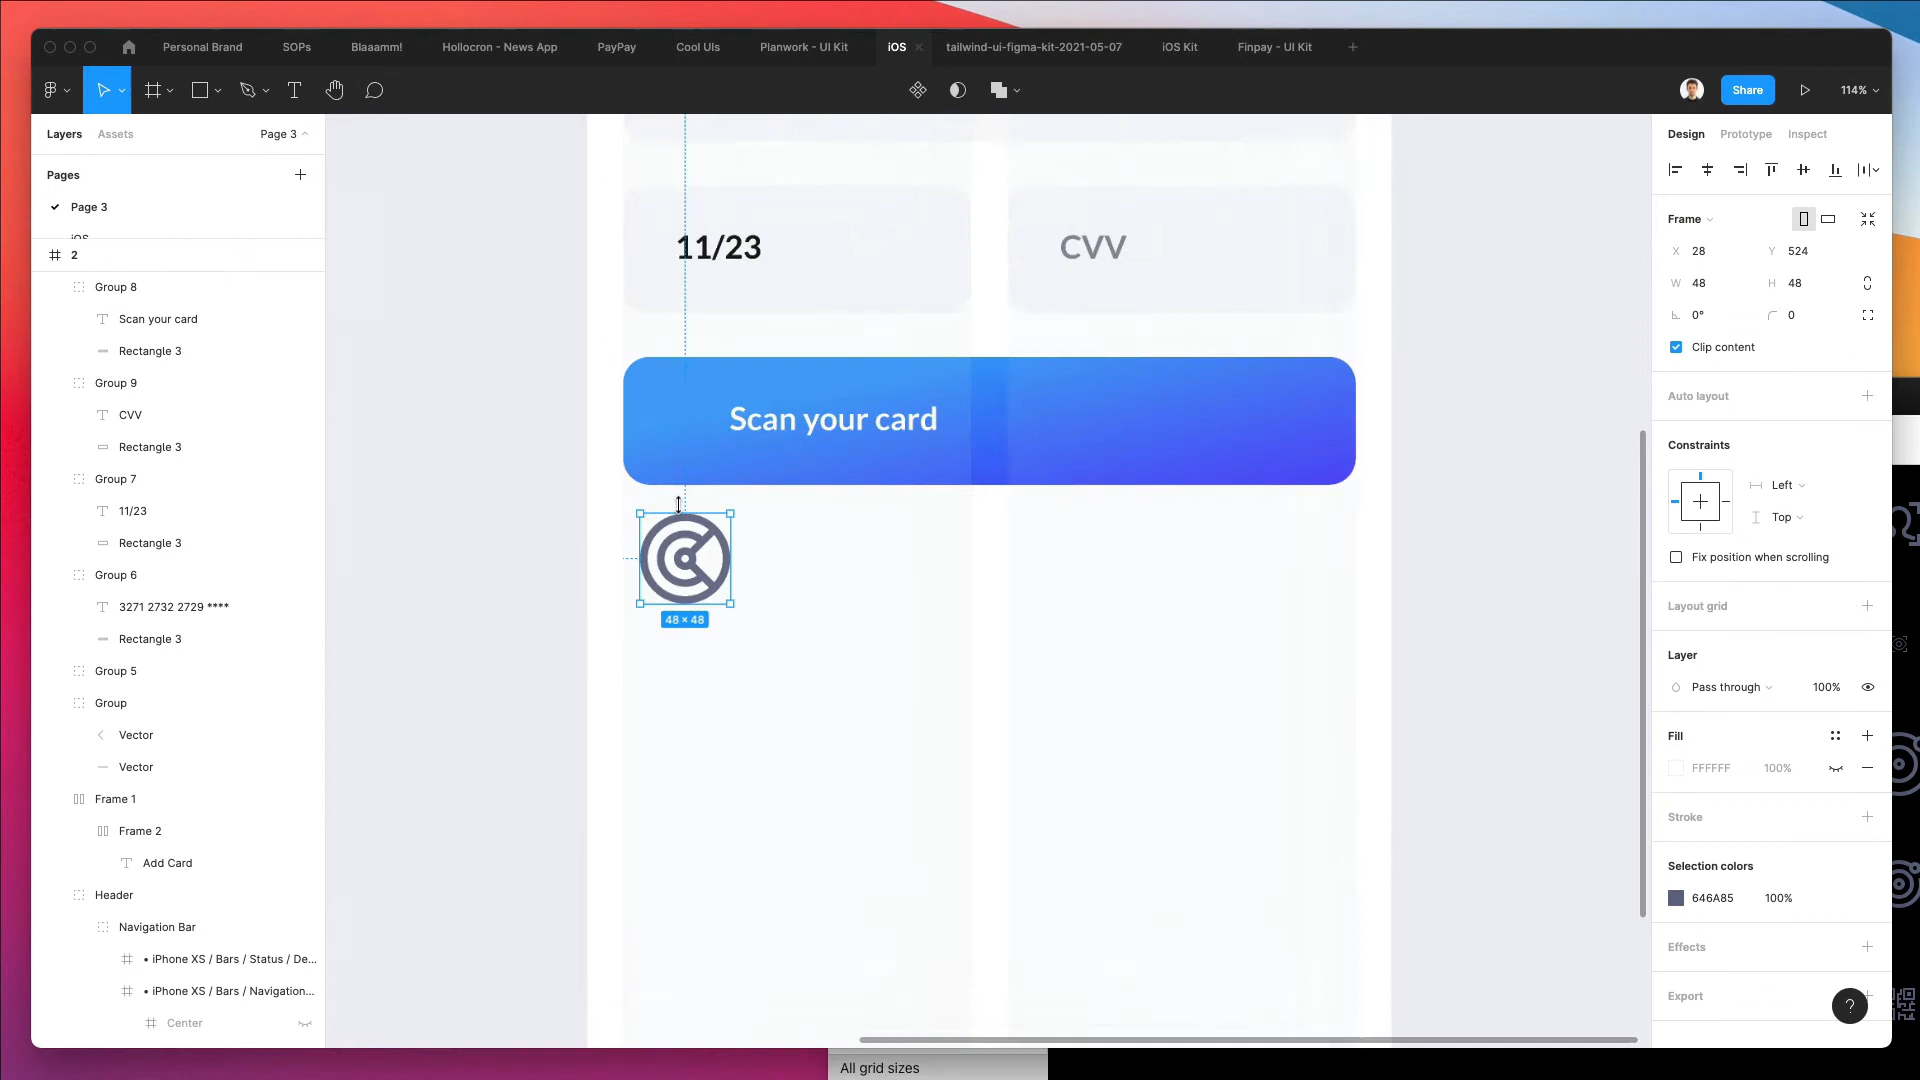 Personal Brand SOPs Blaaamm! Hollocron - News App PayPay Cool UIs Planwork - UI Kit iOS tailwind-ui-figma-kit-2021-05-07 iOS Kit Finpay - UI Kit
Share 114%
Layers Assets Page 3
Design Prototype Inspect
Pages
Page 3
iOS
2
Group 8
Scan your card
Rectangle 3
Group 9
CVV
Rectangle 3
Group 7
11/23
Rectangle 3
Group 6
3271 2732 2729 ****
Rectangle 3
Group 5
Group
Vector
Vector
Frame 1
Frame 2
Add Card
Header
Navigation Bar
• iPhone XS / Bars / Status / De...
• iPhone XS / Bars / Navigation...
Center
11/23
CVV
Scan your card
48 × 48
Frame
X 28 Y 524
W 48 H 48
0° 0
Clip content
Auto layout
Constraints
Left
Top
Fix position when scrolling
Layout grid
Layer
Pass through 100%
Fill
FFFFFF 100%
Stroke
Selection colors
646A85 100%
Effects
Export
?
All grid sizes